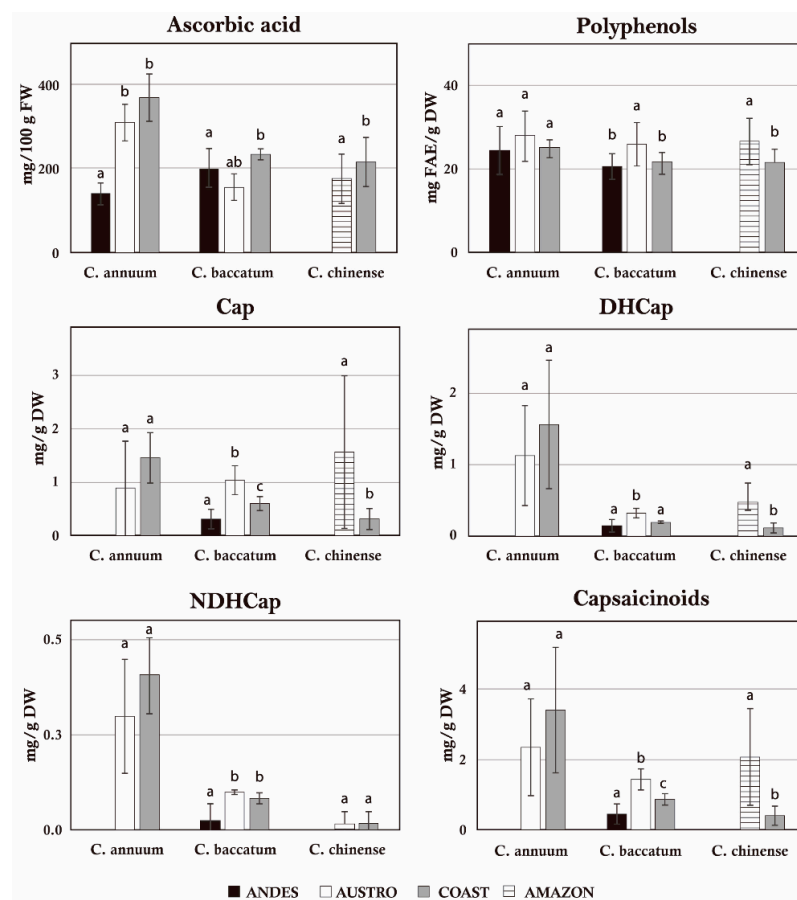 Ascorbic acid
mg/100 g FW
400
200
0
a b b
a ab b
a b
C. annuum C. baccatum C. chinense
Polyphenols
mg FAE/g DW
40
20
0
a a a
b a b
a b
C. annuum C. baccatum C. chinense
Cap
mg/g DW
3
2
1
0
a a
a b c
a b
C. annuum C. baccatum C. chinense
DHCap
mg/g DW
2
1
0
a a
a b a
a b
C. annuum C. baccatum C. chinense
NDHCap
mg/g DW
0.5
0.3
0.0
a a
a b b
a a
C. annuum C. baccatum C. chinense
Capsaicinoids
mg/g DW
4
2
0
a a
a b c
a b
C. annuum C. baccatum C. chinense
ANDES AUSTRO COAST AMAZON